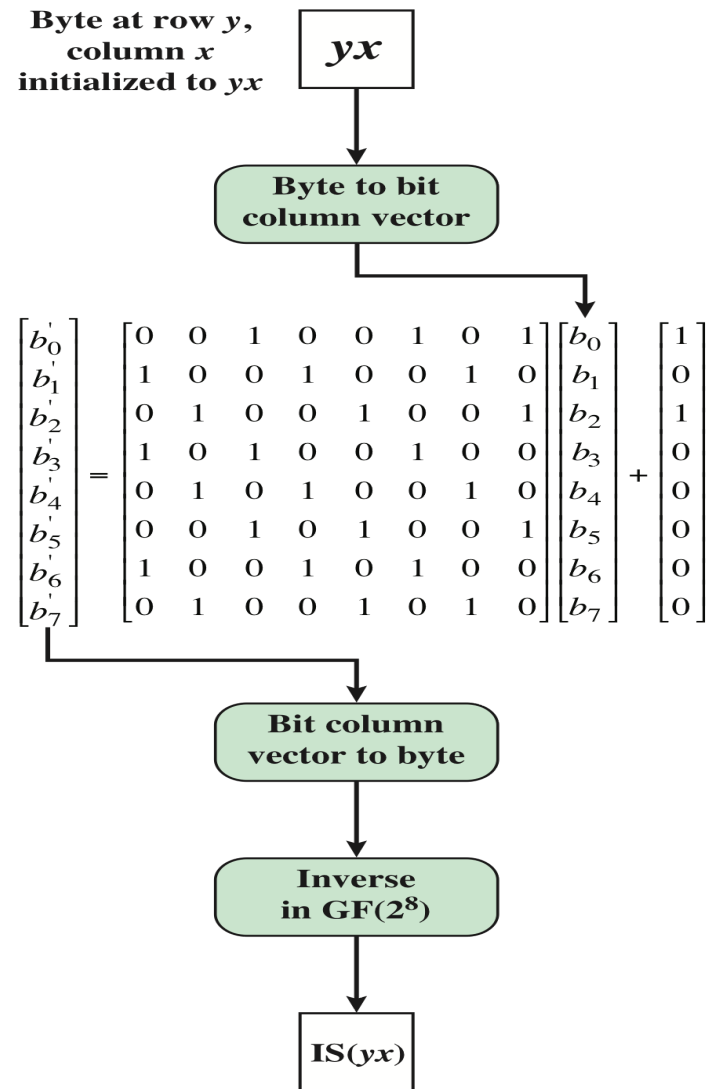 Byte at row y,
column x
initialized to yx
yx
Byte to bit
column vector
b'0 0 0 1 0 0 1 0 1 b0 1
b'1 1 0 0 1 0 0 1 0 b1 0
b'2 0 1 0 0 1 0 0 1 b2 1
b'3 1 0 1 0 0 1 0 0 b3 0
b'4 = 0 1 0 1 0 0 1 0 b4 + 0
b'5 0 0 1 0 1 0 0 1 b5 0
b'6 1 0 0 1 0 1 0 0 b6 0
b'7 0 1 0 0 1 0 1 0 b7 0
Bit column
vector to byte
Inverse
in GF(2⁸)
IS(yx)